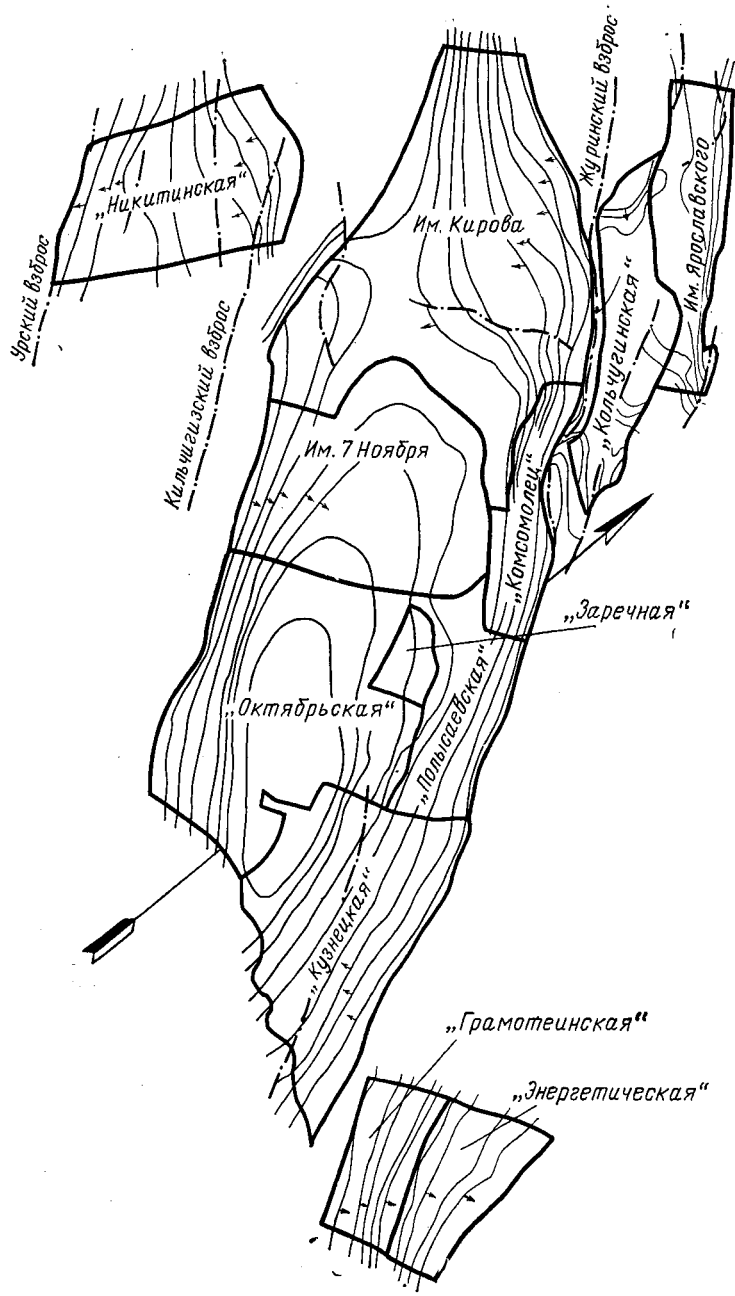 „Никитинская“
Урский взброс
Кильчигизский взброс
Им. Кирова
Журинский взброс
„Кольчугинская“
Им. Ярославского
Им. 7 Ноября
„Комсомолец“
„Заречная“
„Октябрьская“
„Полысаевская“
„Кузнецкая“
„Грамотеинская“
„Энергетическая“